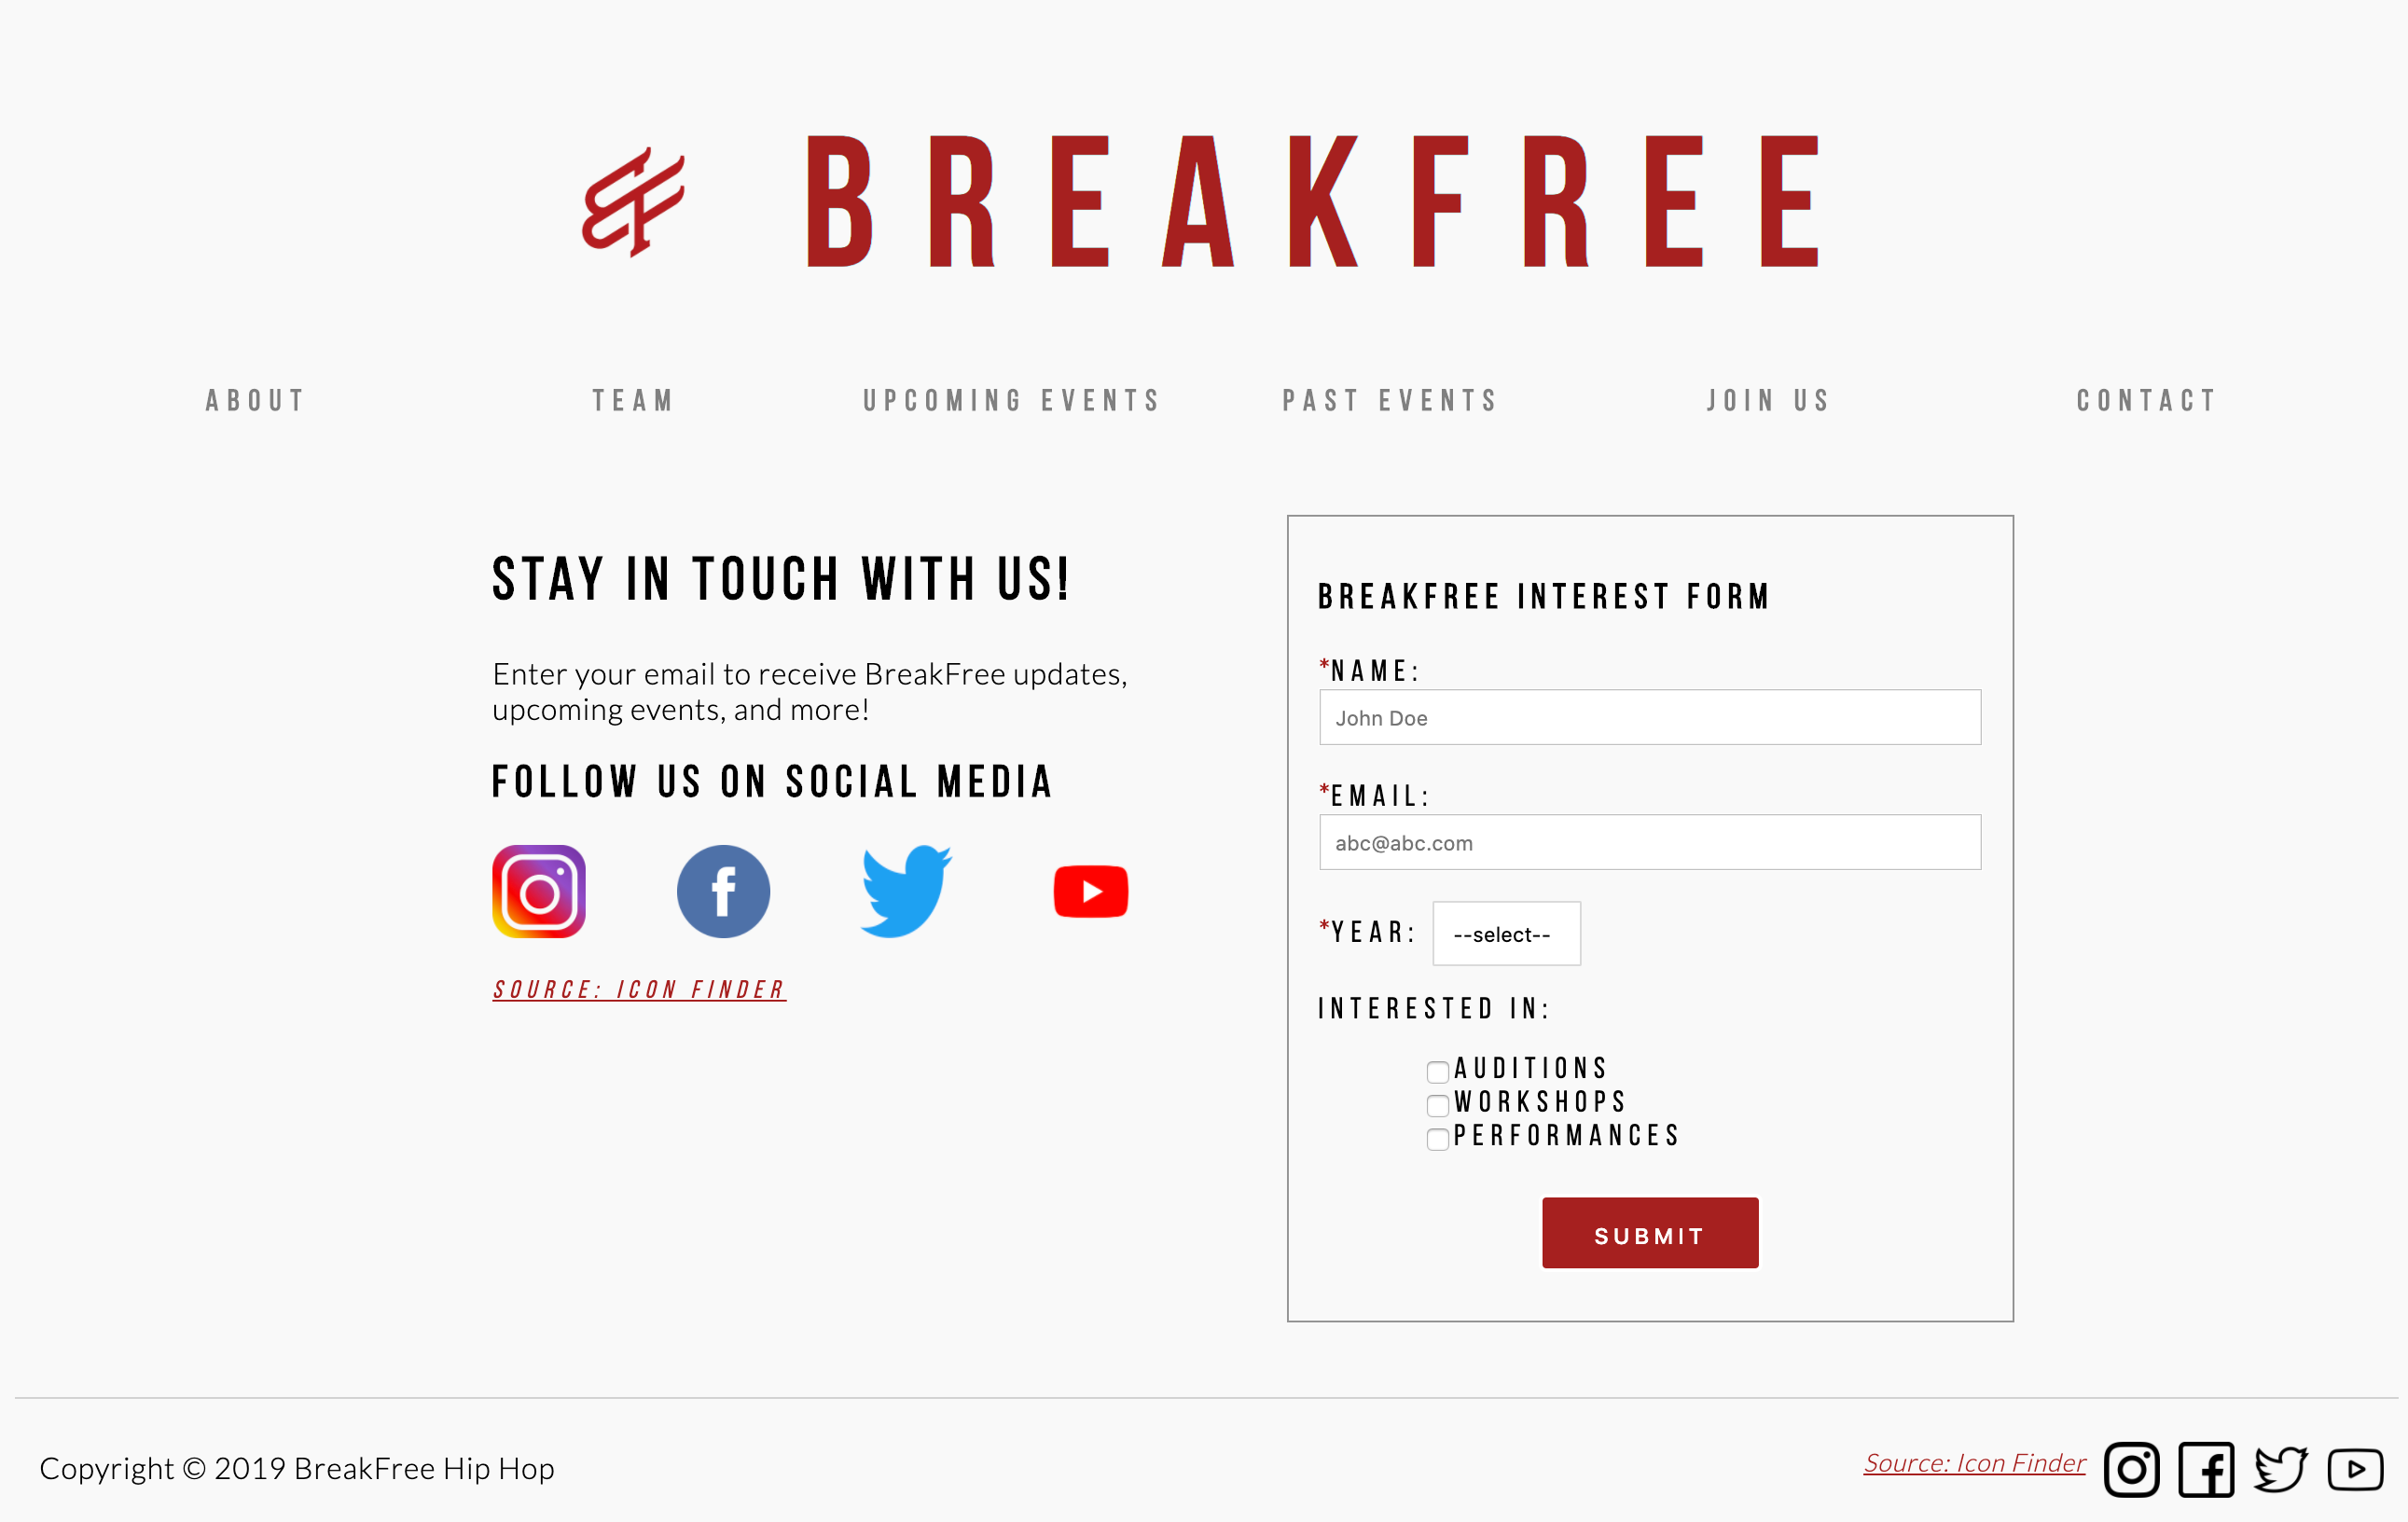 BREAKFREE
ABOUT
TEAM
UPCOMING EVENTS
PAST EVENTS
JOIN US
CONTACT
STAY IN TOUCH WITH US!
Enter your email to receive BreakFree updates,
upcoming events, and more!
FOLLOW US ON SOCIAL MEDIA
SOURCE: ICON FINDER
BREAKFREE INTEREST FORM
*NAME:
John Doe
*EMAIL:
abc@abc.com
*YEAR: --select--
INTERESTED IN:
AUDITIONS
WORKSHOPS
PERFORMANCES
SUBMIT
Copyright © 2019 BreakFree Hip Hop
Source: Icon Finder